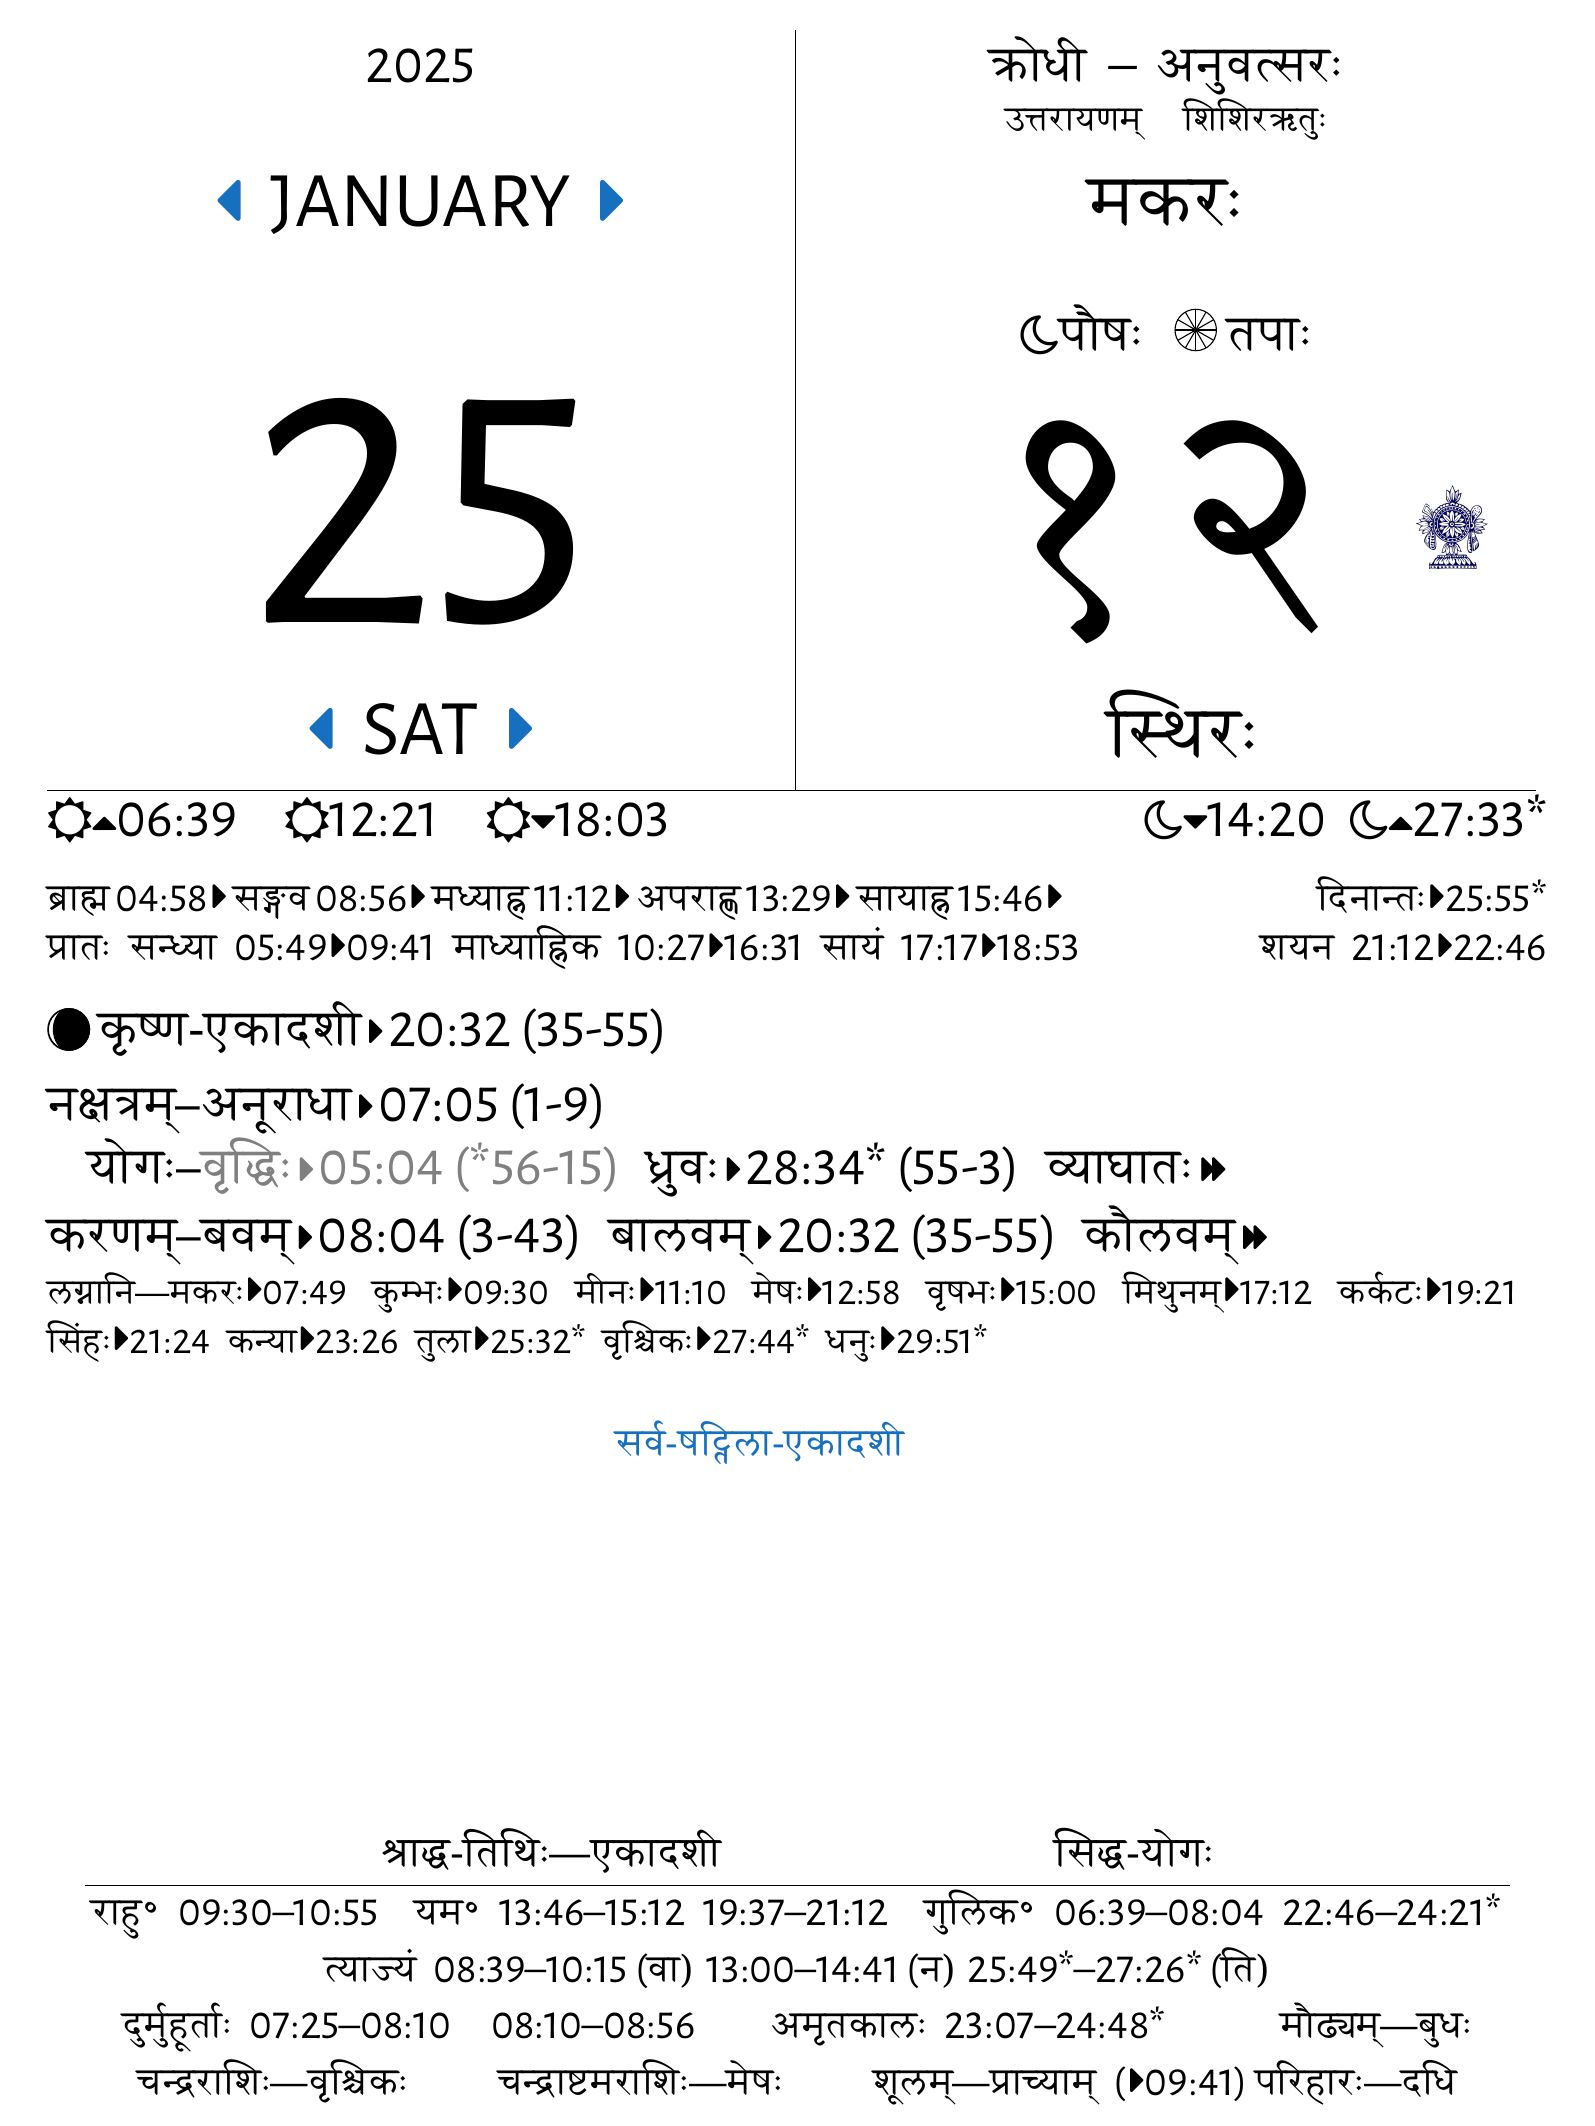 2025
JANUARY
25
SAT
क्रोधी – अनुवत्सरः
उत्तरायणम् शिशिरऋतुः
मकरः
पौषः तपाः
१२
स्थिरः
06:39 12:21 18:03 14:20 27:33*
ब्राह्म 04:58 सङ्गव 08:56 मध्याह्न 11:12 अपराह्ण 13:29 सायाह्न 15:46 दिनान्तः 25:55*
प्रातः सन्ध्या 05:49 09:41 माध्याह्निक 10:27 16:31 सायं 17:17 18:53 शयन 21:12 22:46
कृष्ण-एकादशी 20:32 (35-55)
नक्षत्रम्–अनूराधा 07:05 (1-9)
योगः–वृद्धिः 05:04 (*56-15) ध्रुवः 28:34* (55-3) व्याघातः
करणम्–बवम् 08:04 (3-43) बालवम् 20:32 (35-55) कौलवम्
लग्नानि—मकरः 07:49 कुम्भः 09:30 मीनः 11:10 मेषः 12:58 वृषभः 15:00 मिथुनम् 17:12 कर्कटः 19:21
सिंहः 21:24 कन्या 23:26 तुला 25:32* वृश्चिकः 27:44* धनुः 29:51*
सर्व-षट्तिला-एकादशी
श्राद्ध-तिथिः—एकादशी सिद्ध-योगः
राहु॰ 09:30–10:55 यम॰ 13:46–15:12 19:37–21:12 गुलिक॰ 06:39–08:04 22:46–24:21*
त्याज्यं 08:39–10:15 (वा) 13:00–14:41 (न) 25:49*–27:26* (ति)
दुर्मुहूर्ताः 07:25–08:10 08:10–08:56 अमृतकालः 23:07–24:48* मौढ्यम्—बुधः
चन्द्रराशिः—वृश्चिकः चन्द्राष्टमराशिः—मेषः शूलम्—प्राच्याम् (09:41) परिहारः—दधि